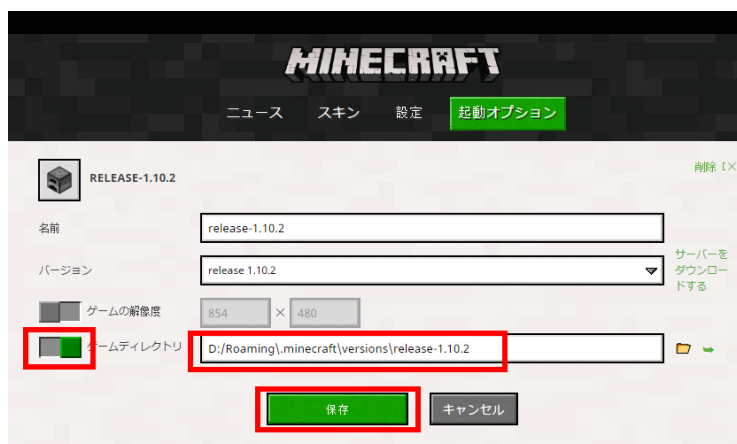 MINECRAFT
ニュース スキン 設定 起動オプション
RELEASE-1.10.2
削除 [×
名前
release-1.10.2
バージョン
release 1.10.2
サーバーを
ダウンロー
ドする
ゲームの解像度
854 × 480
ゲームディレクトリ
D:/Roaming\.minecraft\versions\release-1.10.2
保存 キャンセル